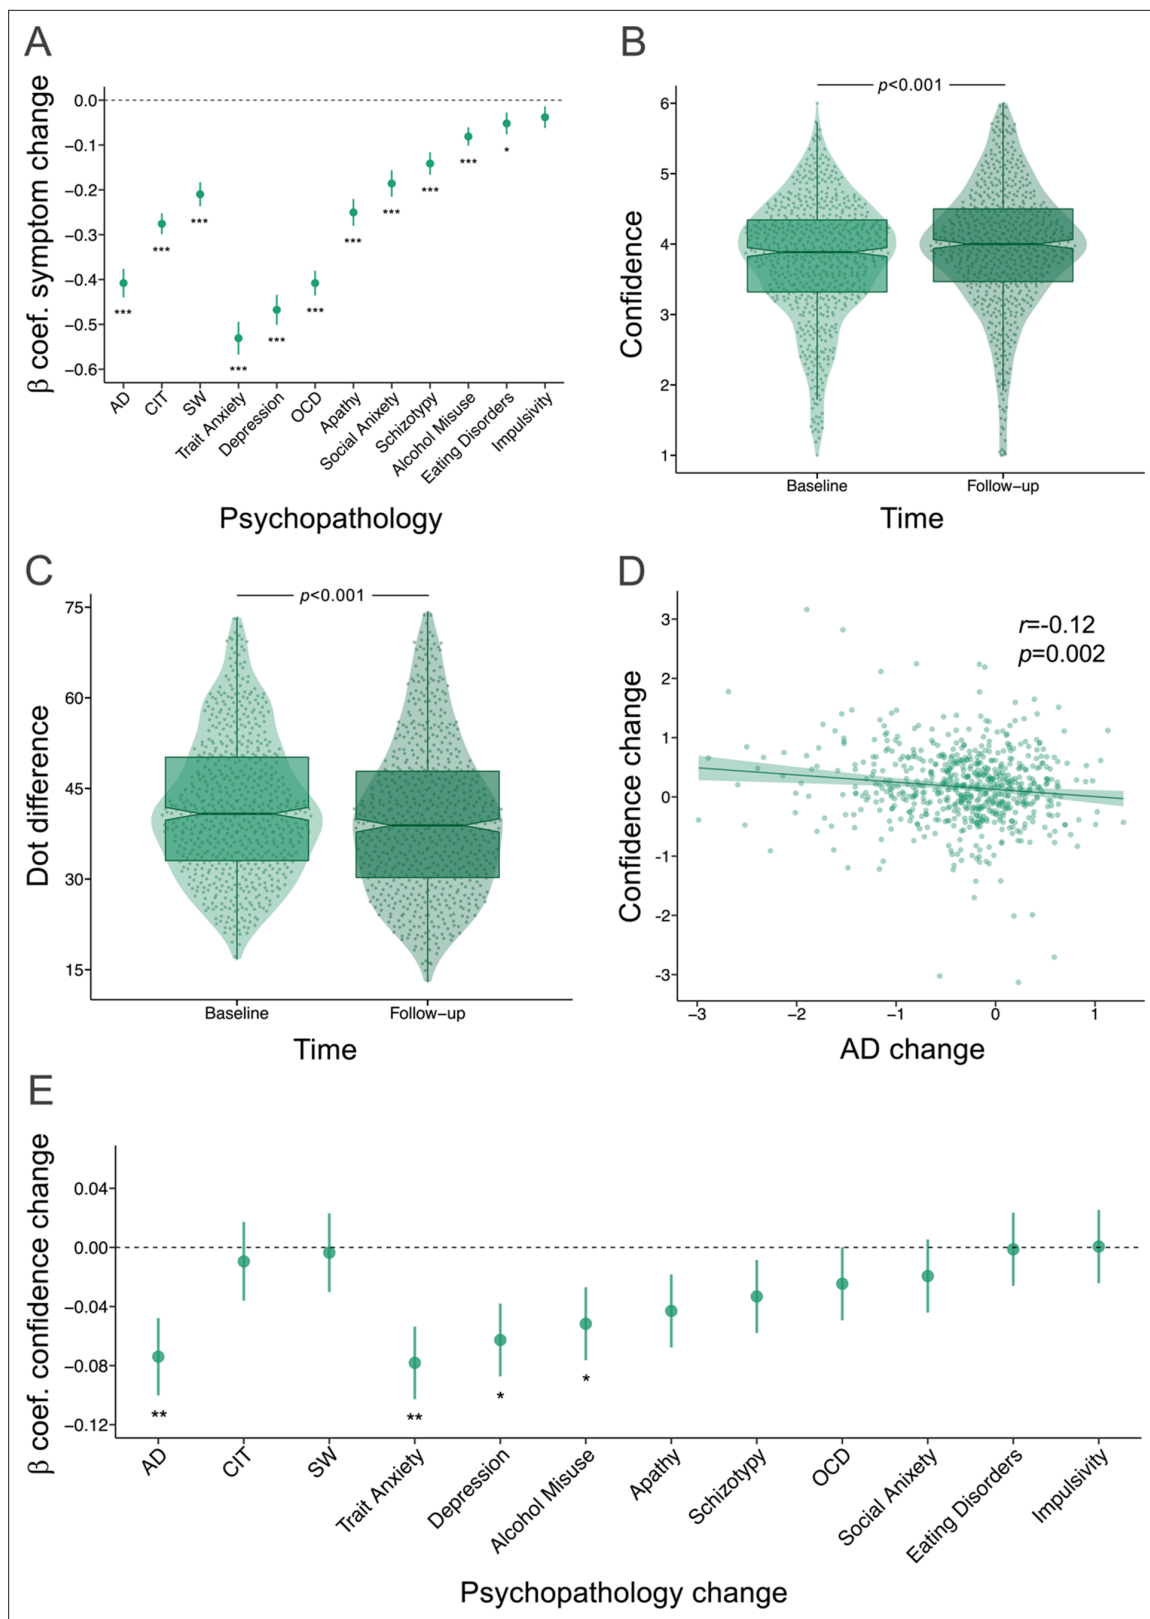 A
β coef. symptom change
0.0
−0.1
−0.2
−0.3
−0.4
−0.5
−0.6
***
***
***
***
***
***
***
***
***
***
*
AD
CIT
SW
Trait Anxiety
Depression
OCD
Apathy
Social Anxiety
Schizotypy
Alcohol Misuse
Eating Disorders
Impulsivity
Psychopathology
B
p<0.001
Confidence
6
5
4
3
2
1
Baseline
Follow−up
Time
C
p<0.001
Dot difference
75
60
45
30
15
Baseline
Follow−up
Time
D
r=-0.12
p=0.002
Confidence change
3
2
1
0
-1
-2
-3
−3
−2
−1
0
1
AD change
E
β coef. confidence change
0.04
0.00
−0.04
−0.08
−0.12
**
**
*
*
AD
CIT
SW
Trait Anxiety
Depression
Alcohol Misuse
Apathy
Schizotypy
OCD
Social Anixety
Eating Disorders
Impulsivity
Psychopathology change